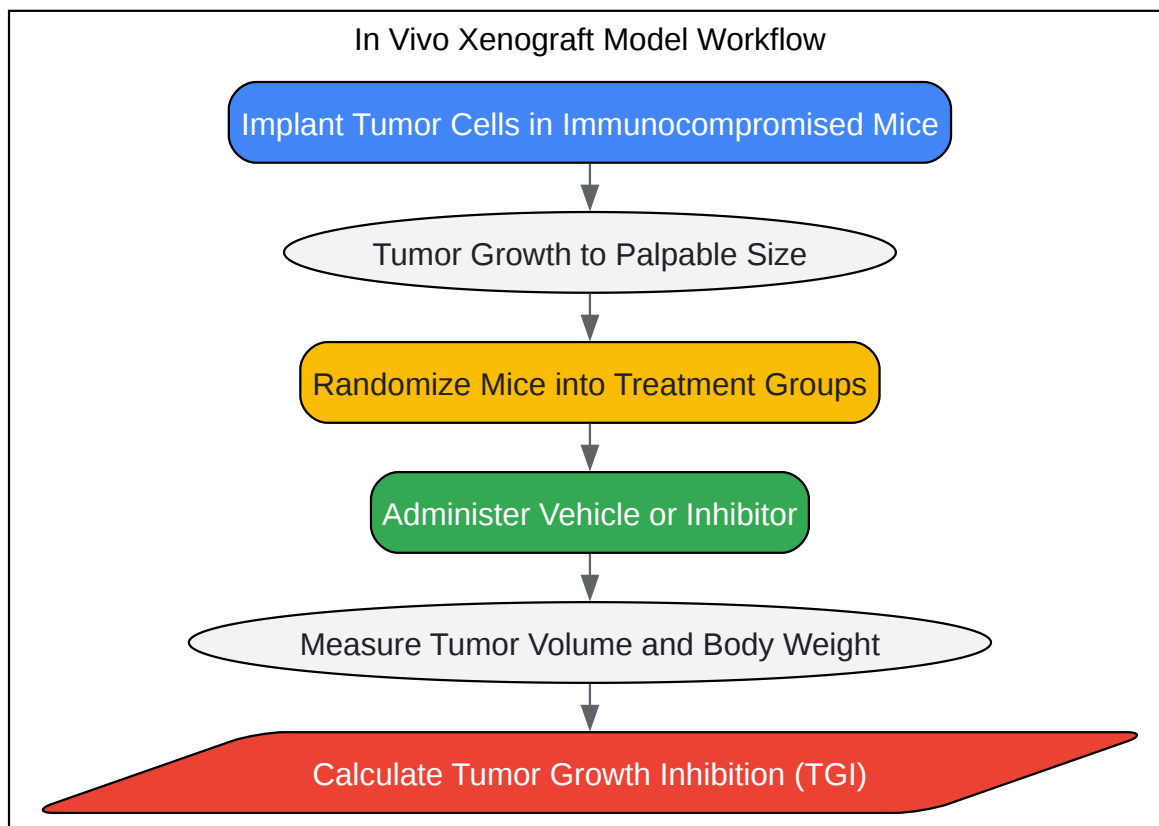 In Vivo Xenograft Model Workflow
Implant Tumor Cells in Immunocompromised Mice
Tumor Growth to Palpable Size
Randomize Mice into Treatment Groups
Administer Vehicle or Inhibitor
Measure Tumor Volume and Body Weight
Calculate Tumor Growth Inhibition (TGI)